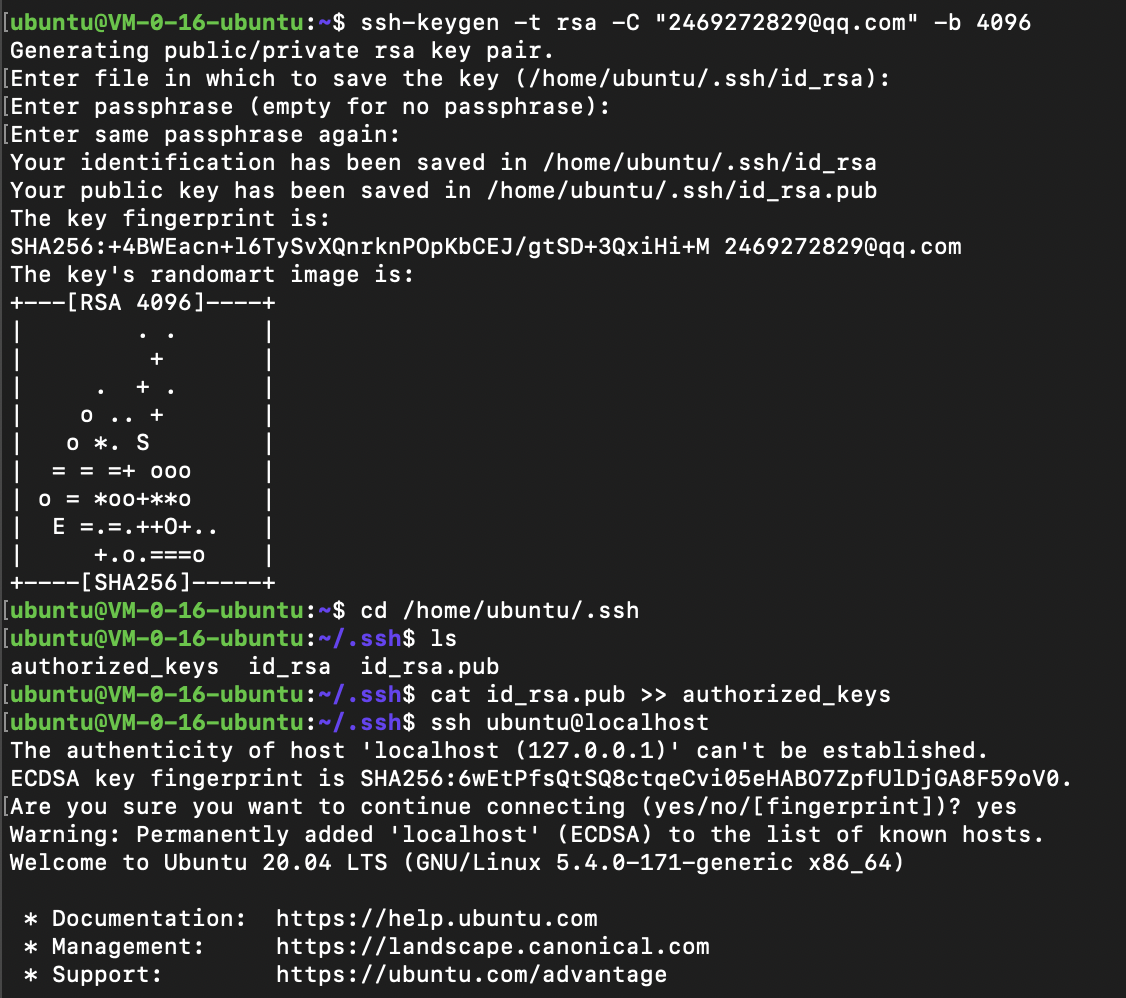 [ubuntu@VM-0-16-ubuntu:~$ ssh-keygen -t rsa -C "2469272829@qq.com" -b 4096
Generating public/private rsa key pair.
[Enter file in which to save the key (/home/ubuntu/.ssh/id_rsa):
[Enter passphrase (empty for no passphrase):
[Enter same passphrase again:
Your identification has been saved in /home/ubuntu/.ssh/id_rsa
Your public key has been saved in /home/ubuntu/.ssh/id_rsa.pub
The key fingerprint is:
SHA256:+4BWEacn+l6TySvXQnrknPOpKbCEJ/gtSD+3QxiHi+M 2469272829@qq.com
The key's randomart image is:
+---[RSA 4096]----+
|        . .      |
|         +       |
|     .  + .      |
|    o .. +       |
|   o *. S        |
|  = = =+ ooo     |
| o = *oo+**o     |
|  E =.=.++O+..   |
|     +.o.===o    |
+----[SHA256]-----+
[ubuntu@VM-0-16-ubuntu:~$ cd /home/ubuntu/.ssh
[ubuntu@VM-0-16-ubuntu:~/.ssh$ ls
authorized_keys  id_rsa  id_rsa.pub
[ubuntu@VM-0-16-ubuntu:~/.ssh$ cat id_rsa.pub >> authorized_keys
[ubuntu@VM-0-16-ubuntu:~/.ssh$ ssh ubuntu@localhost
The authenticity of host 'localhost (127.0.0.1)' can't be established.
ECDSA key fingerprint is SHA256:6wEtPfsQtSQ8ctqeCvi05eHABO7ZpfUlDjGA8F59oV0.
[Are you sure you want to continue connecting (yes/no/[fingerprint])? yes
Warning: Permanently added 'localhost' (ECDSA) to the list of known hosts.
Welcome to Ubuntu 20.04 LTS (GNU/Linux 5.4.0-171-generic x86_64)
* Documentation:  https://help.ubuntu.com
* Management:     https://landscape.canonical.com
* Support:        https://ubuntu.com/advantage